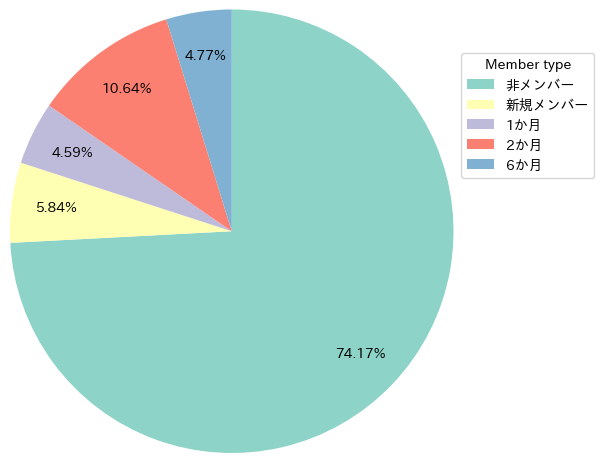 4.77%
10.64%
4.59%
5.84%
74.17%
Member type
非メンバー
新規メンバー
1か月
2か月
6か月